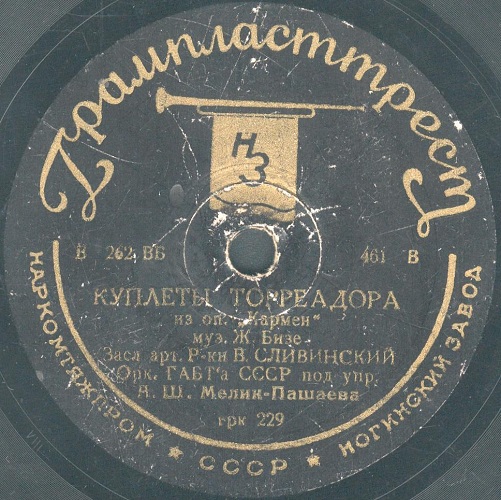 Грампласттрест
НЗ
В 262 ВБ 461 В
КУПЛЕТЫ ТОРРЕАДОРА
из оп. „Кармен“
муз. Ж. Бизе
Засл арт. Р-ки В. СЛИВИНСКИЙ
Орк. ГАБТ'а СССР под упр.
А. Ш. Мелик-Пашаева
грк 229
НАРКОМТЯЖПРОМ ★ СССР ★ НОГИНСКИЙ ЗАВОД